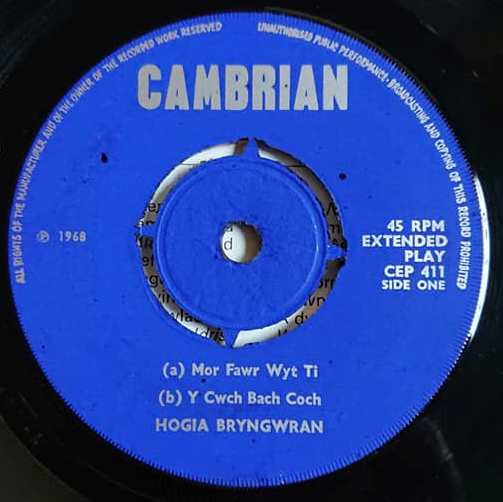 ALL RIGHTS OF THE MANUFACTURER AND OF THE OWNER OF THE RECORDED WORK RESERVED
UNAUTHORISED PUBLIC PERFORMANCE, BROADCASTING AND COPYING OF THIS RECORD PROHIBITED
CAMBRIAN
℗ 1968
45 RPM
EXTENDED
PLAY
CEP 411
SIDE ONE
(a) Mor Fawr Wyt Ti
(b) Y Cwch Bach Coch
HOGIA BRYNGWRAN